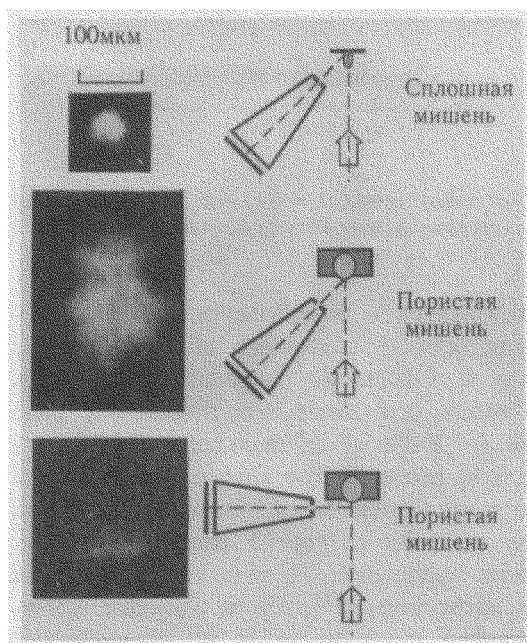 100мкм
Сплошная
мишень
Пористая
мишень
Пористая
мишень